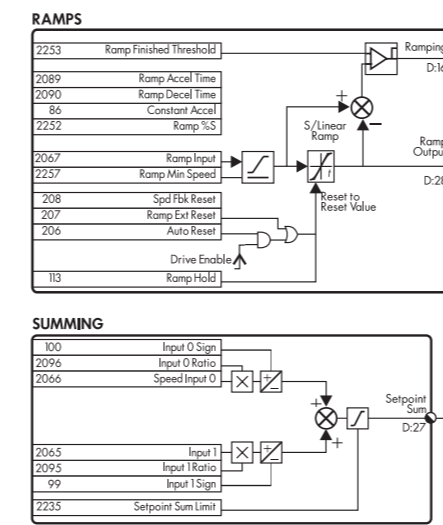 RAMPS
2253 Ramp Finished Threshold
Ramping
D:16
2089 Ramp Accel Time
2090 Ramp Decel Time
86 Constant Accel
2252 Ramp %S
+
S/Linear
Ramp
−
2067 Ramp Input
2257 Ramp Min Speed
t
Ramp
Output
D:28
208 Spd Fbk Reset
207 Ramp Ext Reset
206 Auto Reset
Reset to
Reset Value
Drive Enable
113 Ramp Hold
SUMMING
100 Input 0 Sign
2096 Input 0 Ratio
2066 Speed Input 0
×
+
−
+
Setpoint
Sum
D:27
2065 Input 1
2095 Input 1 Ratio
99 Input 1 Sign
×
+
−
+
2235 Setpoint Sum Limit